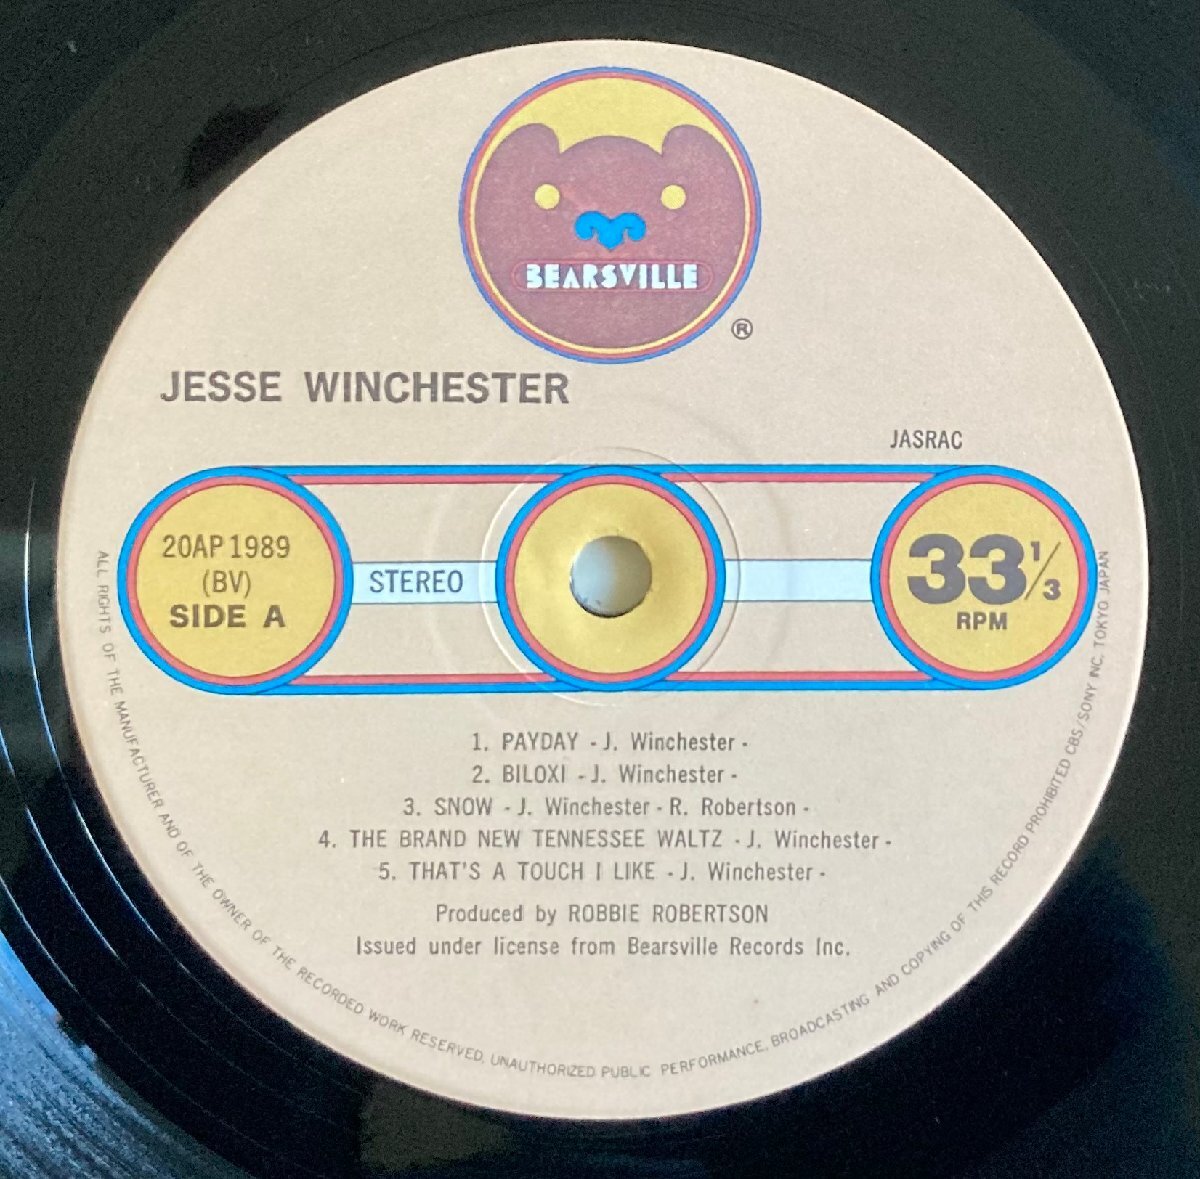 BEARSVILLE
®
JESSE WINCHESTER
JASRAC
20AP 1989
(BV)
SIDE A
STEREO
33 1/3
RPM
1. PAYDAY - J. Winchester -
2. BILOXI - J. Winchester -
3. SNOW - J. Winchester - R. Robertson -
4. THE BRAND NEW TENNESSEE WALTZ - J. Winchester -
5. THAT'S A TOUCH I LIKE - J. Winchester -
Produced by ROBBIE ROBERTSON
Issued under license from Bearsville Records Inc.
ALL RIGHTS OF THE MANUFACTURER AND OF THE OWNER OF THE RECORDED WORK RESERVED. UNAUTHORIZED PUBLIC PERFORMANCE, BROADCASTING AND COPYING OF THIS RECORD PROHIBITED CBS/SONY INC. TOKYO JAPAN